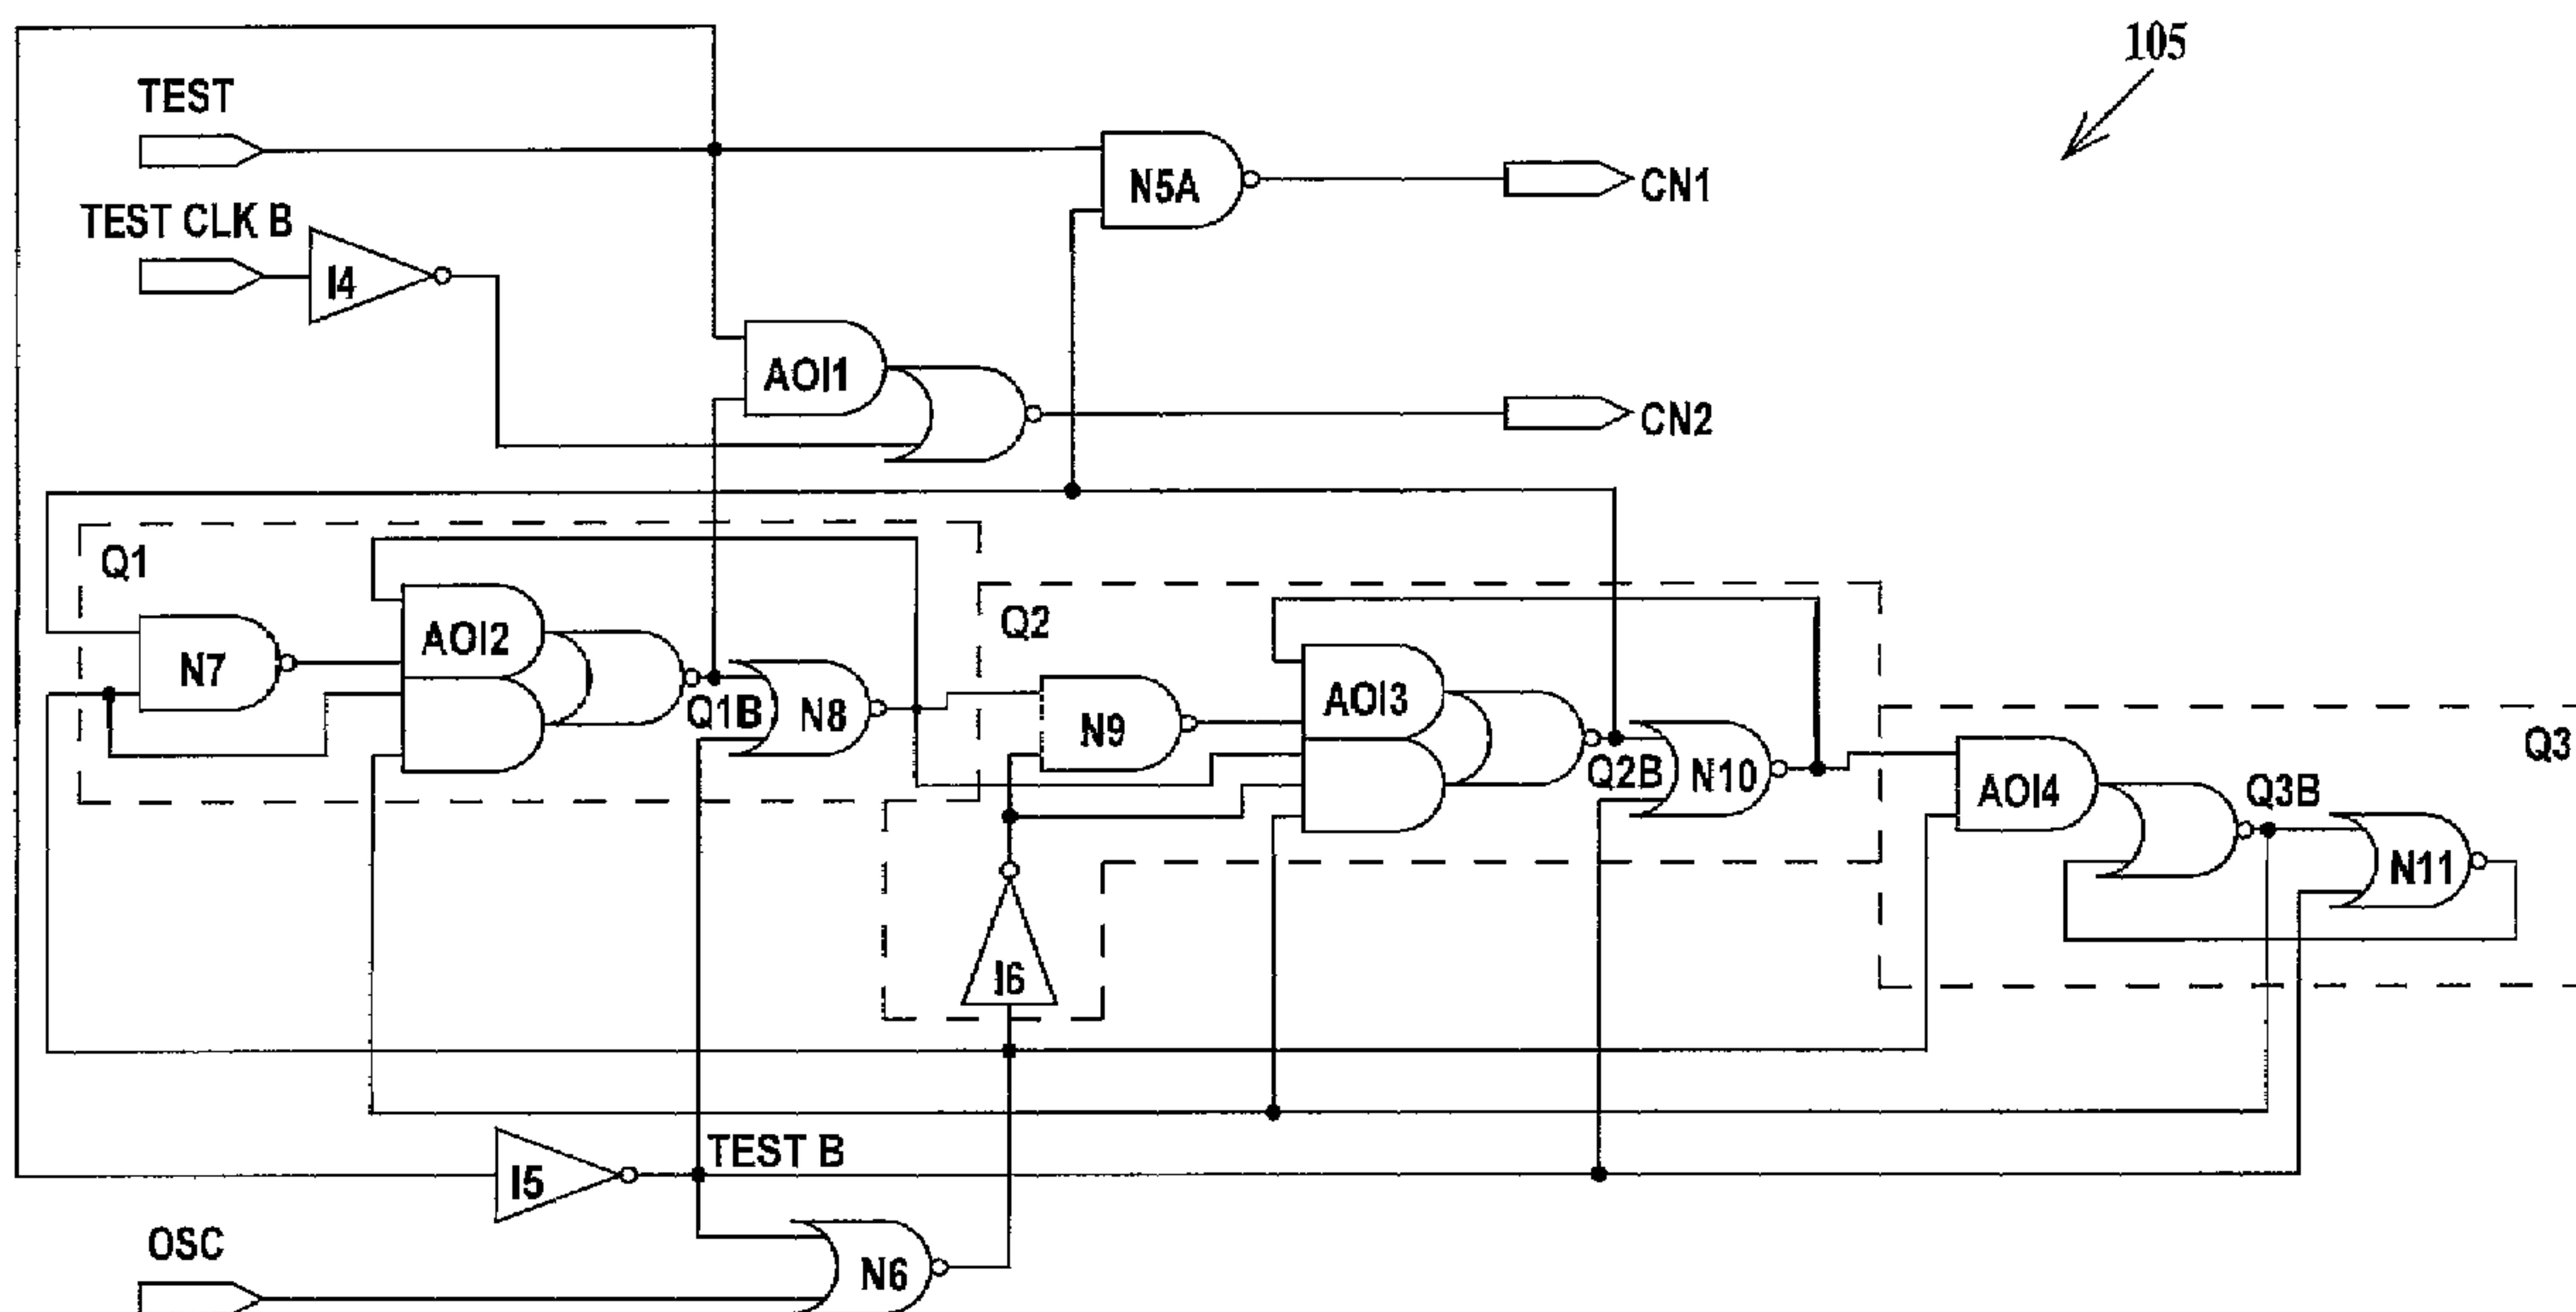 105
TEST
N5A
CN1
TEST CLK B
I4
AOI1
CN2
Q1
AOI2
N7
Q1B
N8
Q2
AOI3
N9
Q2B
N10
Q3
AOI4
Q3B
N11
I6
TEST B
I5
OSC
N6